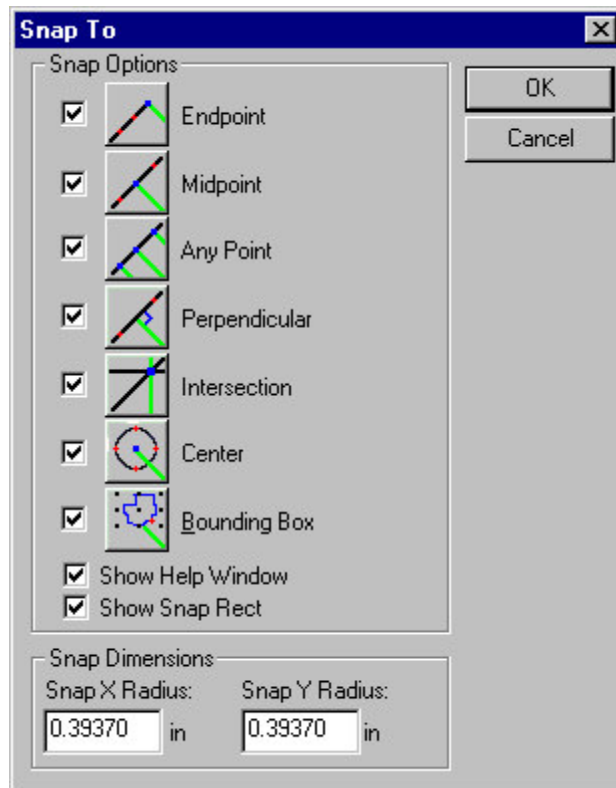 Snap To
Snap Options
OK
Cancel
Endpoint
Midpoint
Any Point
Perpendicular
Intersection
Center
Bounding Box
Show Help Window
Show Snap Rect
Snap Dimensions
Snap X Radius: Snap Y Radius:
0.39370 in 0.39370 in